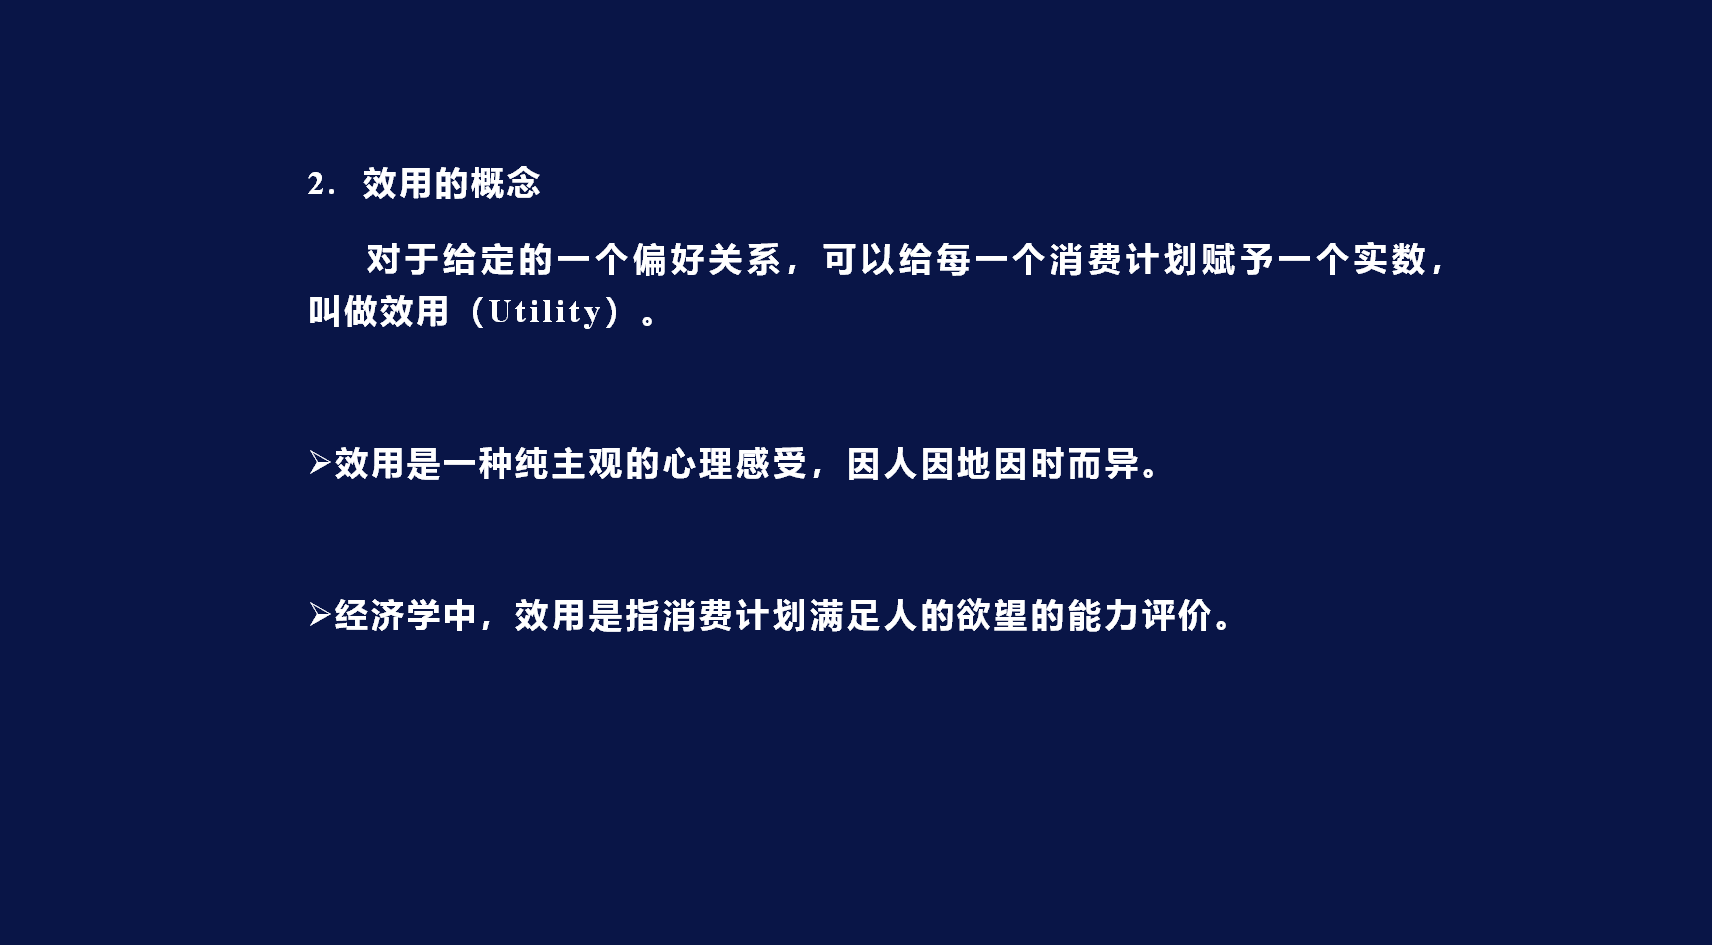 2. 效用的概念
对于给定的一个偏好关系，可以给每一个消费计划赋予一个实数，
叫做效用（Utility）。
➢效用是一种纯主观的心理感受，因人因地因时而异。
➢经济学中，效用是指消费计划满足人的欲望的能力评价。